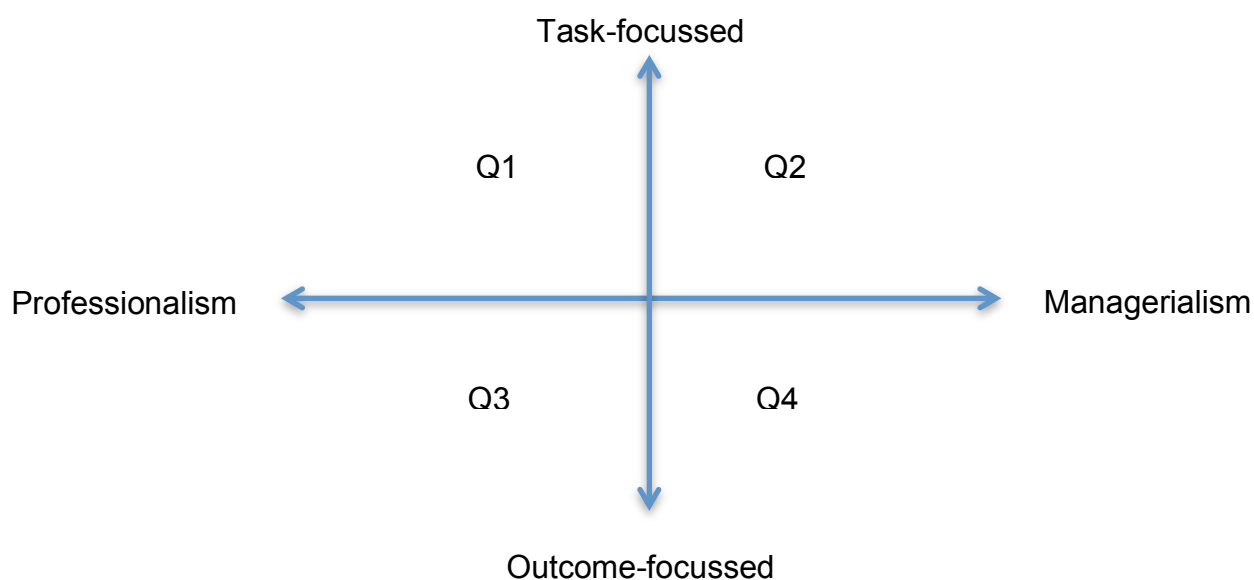 Task-focussed
Q1
Q2
Professionalism
Managerialism
Q3
Q4
Outcome-focussed